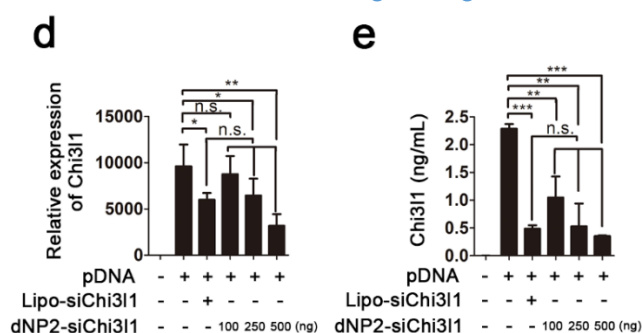 d
**
*
n.s.
*
n.s.
15000
10000
5000
0
Relative expression
of Chi3l1
pDNA - + + + + +
Lipo-siChi3l1 - - + - - -
dNP2-siChi3l1 - - - 100 250 500 (ng)
e
***
**
**
***
n.s.
2.5
2.0
1.5
1.0
0.5
0.0
Chi3l1 (ng/mL)
pDNA - + + + + +
Lipo-siChi3l1 - - + - - -
dNP2-siChi3l1 - - - 100 250 500 (ng)